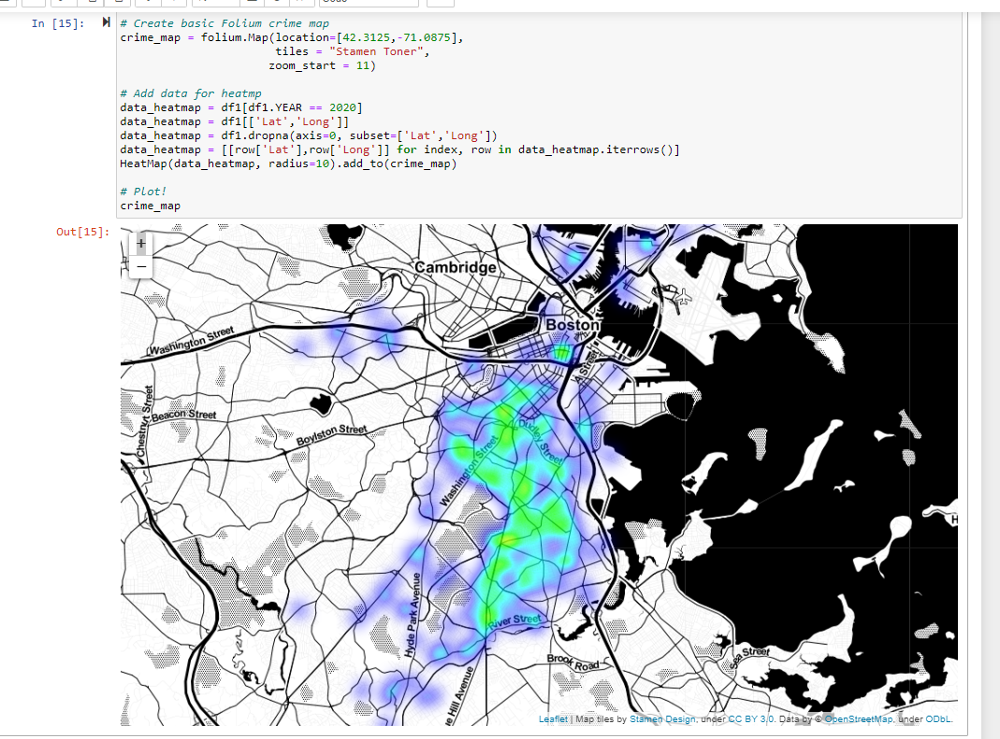 In [15]:
# Create basic Folium crime map
crime_map = folium.Map(location=[42.3125,-71.0875],
tiles = "Stamen Toner",
zoom_start = 11)
# Add data for heatmp
data_heatmap = df1[df1.YEAR == 2020]
data_heatmap = df1[['Lat','Long']]
data_heatmap = df1.dropna(axis=0, subset=['Lat','Long'])
data_heatmap = [[row['Lat'],row['Long']] for index, row in data_heatmap.iterrows()]
HeatMap(data_heatmap, radius=10).add_to(crime_map)
# Plot!
crime_map
Out[15]:
+
−
Cambridge
Boston
Washington Street
A Street
Chestnut Street
Beacon Street
Boylston Street
Dudley Street
Washington Street
H
Hyde Park Avenue
River Street
Brook Road
Sea Street
e Hill Avenue
Leaflet | Map tiles by Stamen Design, under CC BY 3.0. Data by © OpenStreetMap, under ODbL.